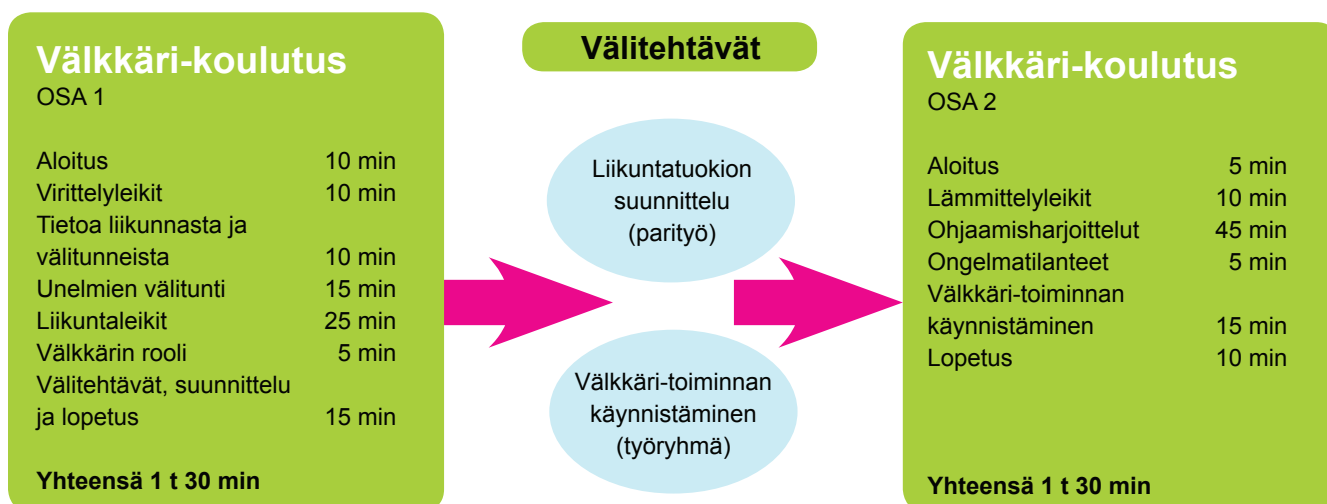 Välkkäri-koulutus
OSA 1
Aloitus 10 min
Virittelyleikit 10 min
Tietoa liikunnasta ja
välitunneista 10 min
Unelmien välitunti 15 min
Liikuntaleikit 25 min
Välkkärin rooli 5 min
Välitehtävät, suunnittelu
ja lopetus 15 min
Yhteensä 1 t 30 min
Välitehtävät
Liikuntatuokion
suunnittelu
(parityö)
Välkkäri-toiminnan
käynnistäminen
(työryhmä)
Välkkäri-koulutus
OSA 2
Aloitus 5 min
Lämmittelyleikit 10 min
Ohjaamisharjoittelut 45 min
Ongelmatilanteet 5 min
Välkkäri-toiminnan
käynnistäminen 15 min
Lopetus 10 min
Yhteensä 1 t 30 min